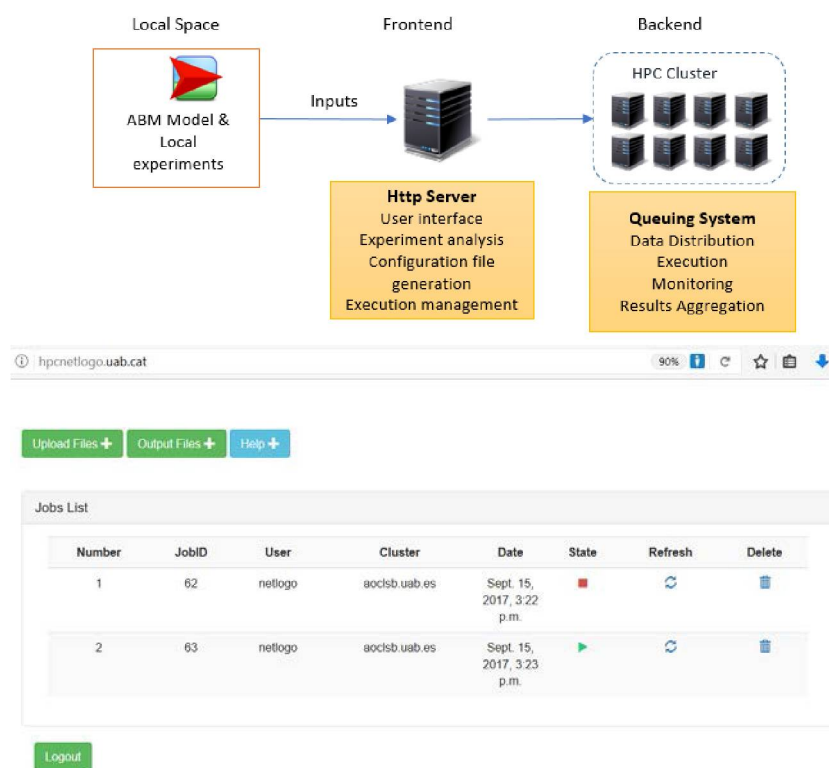 Local Space
Frontend
Backend
ABM Model &
Local
experiments
Inputs
HPC Cluster
Http Server
User interface
Experiment analysis
Configuration file
generation
Execution management
Queuing System
Data Distribution
Execution
Monitoring
Results Aggregation
hpcnetlogo.uab.cat
90%
Upload Files
Output Files
Help
Jobs List
Number JobID User Cluster Date State Refresh Delete
1 62 netlogo aoclsb.uab.es Sept. 15,
2017, 3:22
p.m.
2 63 netlogo aoclsb.uab.es Sept. 15,
2017, 3:23
p.m.
Logout